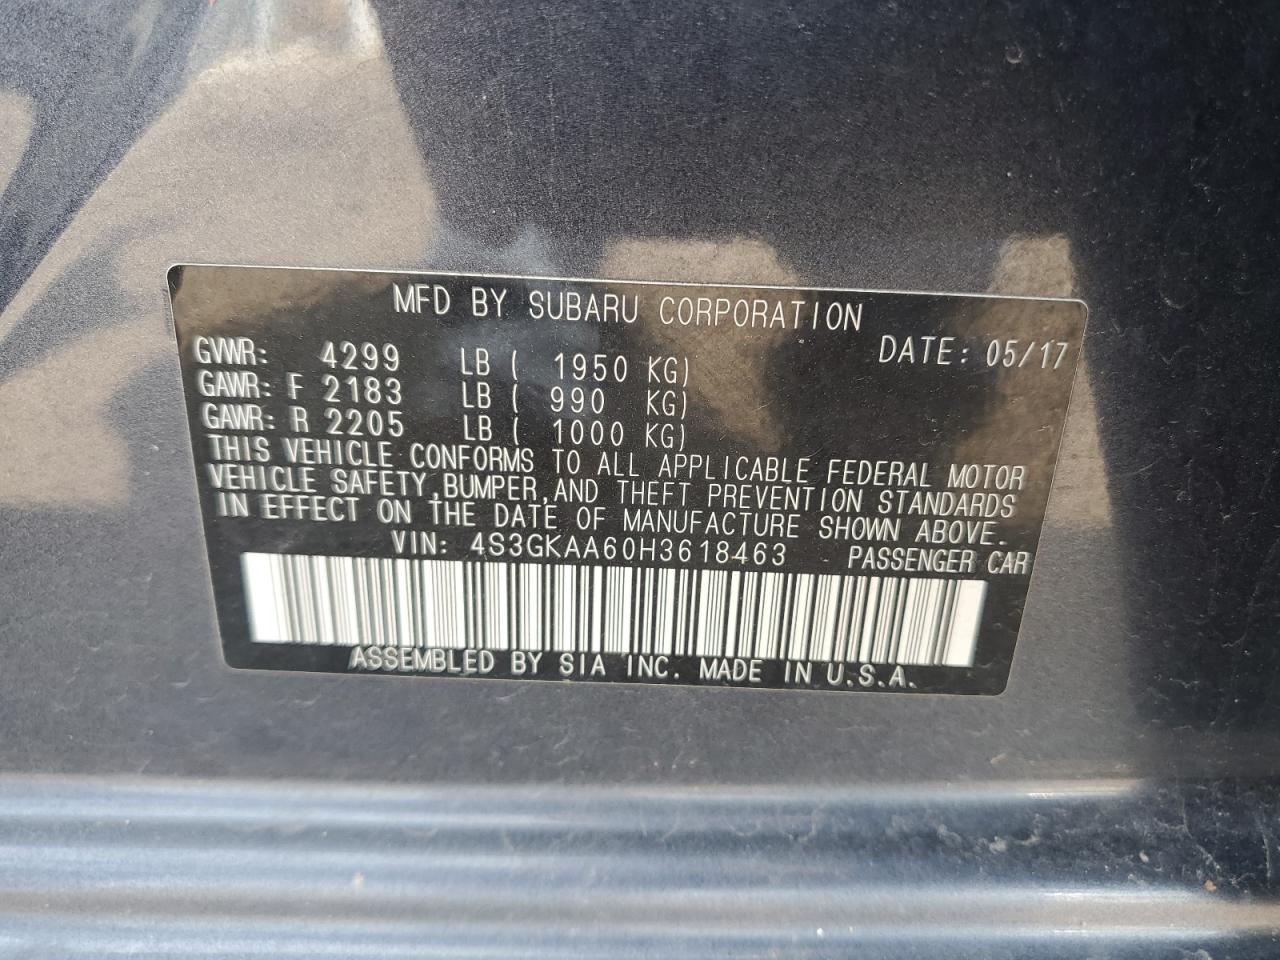 MFD BY SUBARU CORPORATION
GVWR: 4299 LB ( 1950 KG) DATE: 05/17
GAWR: F 2183 LB ( 990 KG)
GAWR: R 2205 LB ( 1000 KG)
THIS VEHICLE CONFORMS TO ALL APPLICABLE FEDERAL MOTOR
VEHICLE SAFETY,BUMPER,AND THEFT PREVENTION STANDARDS
IN EFFECT ON THE DATE OF MANUFACTURE SHOWN ABOVE.
VIN: 4S3GKAA60H3618463 PASSENGER CAR
ASSEMBLED BY SIA INC. MADE IN U.S.A.